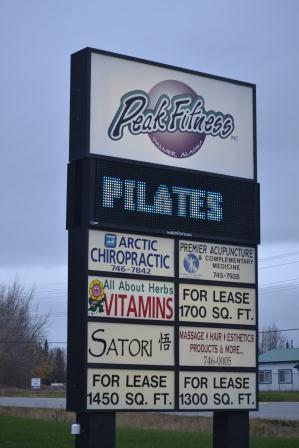 Peak Fitness INC.
PALMER, ALASKA
PILATES
ARCTIC
CHIROPRACTIC
746-7842
PREMIER ACUPUNCTURE
& COMPLEMENTARY
MEDICINE
745-7928
All About Herbs
VITAMINS
FOR LEASE
1700 SQ. FT.
SATORI 悟
MASSAGE HAIR ESTHETICS
PRODUCTS & MORE...
746-0005
FOR LEASE
1450 SQ. FT.
FOR LEASE
1300 SQ. FT.